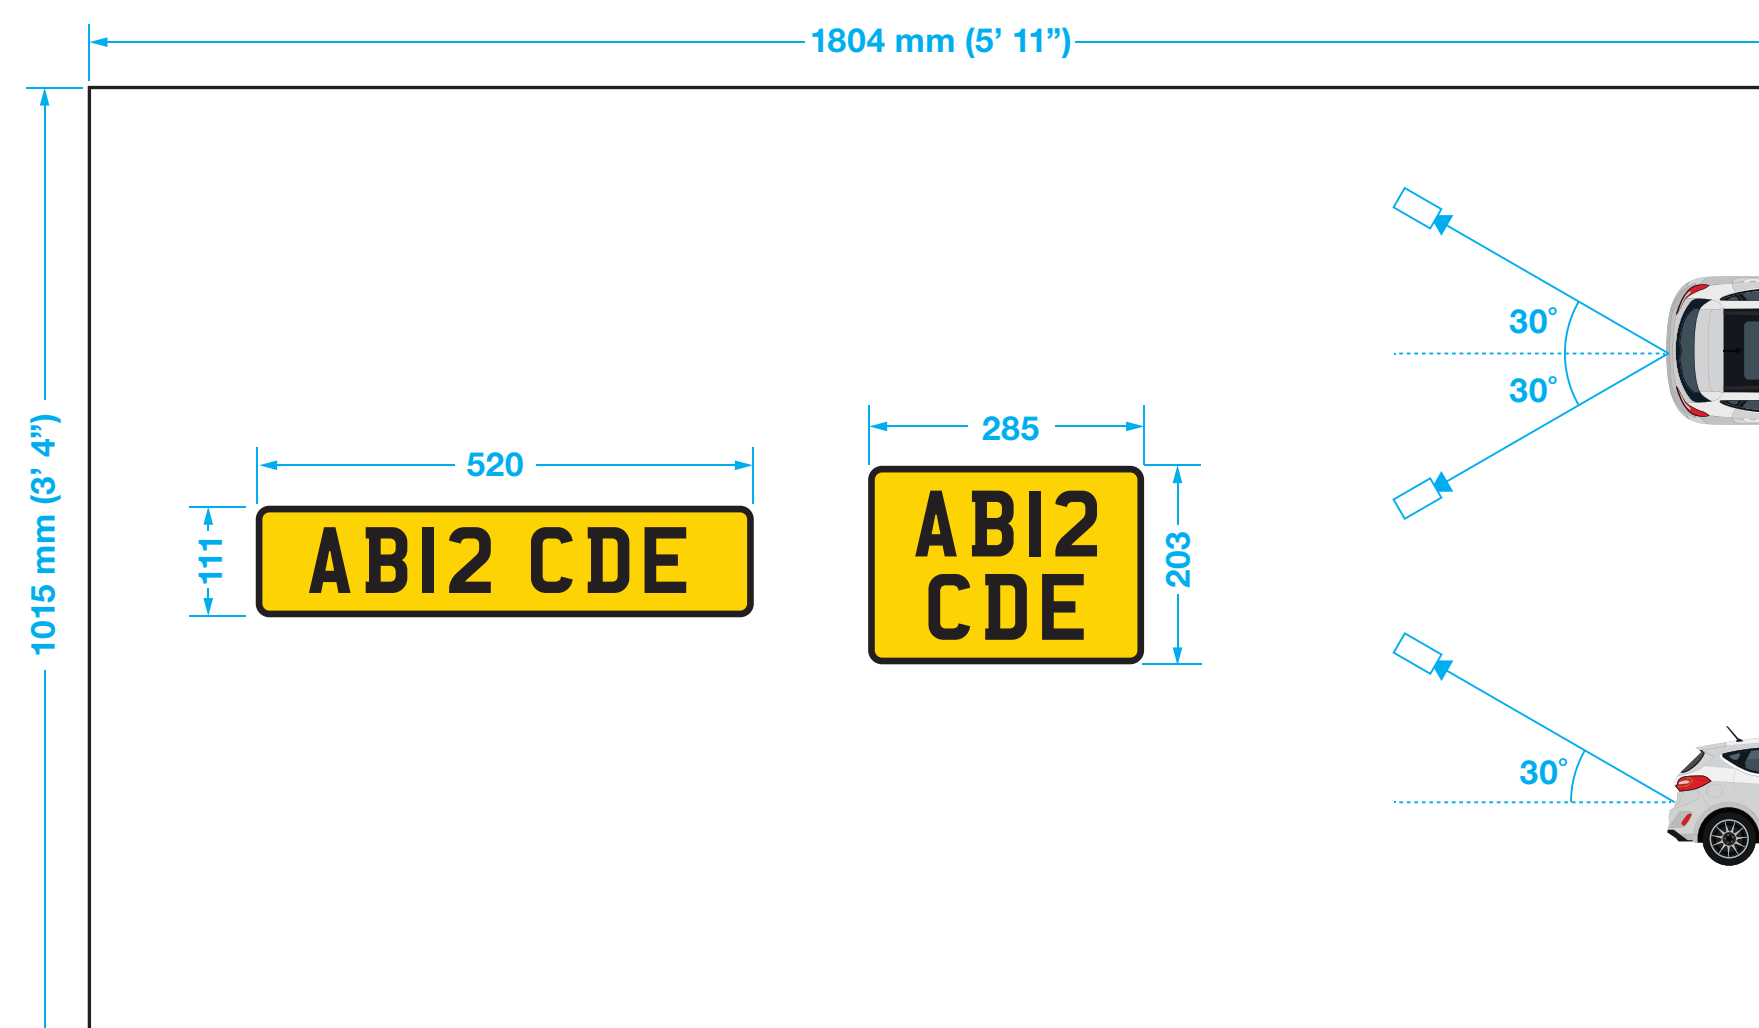 1804 mm (5’ 11”)
1015 mm (3’ 4”)
520
111
AB12 CDE
285
203
AB12
CDE
30°
30°
30°